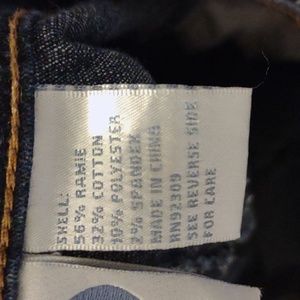 SHELL:
56% RAMIE
32% COTTON
10% POLYESTER
2% SPANDEX
MADE IN CHINA
RN92309
SEE REVERSE SIDE
FOR CARE